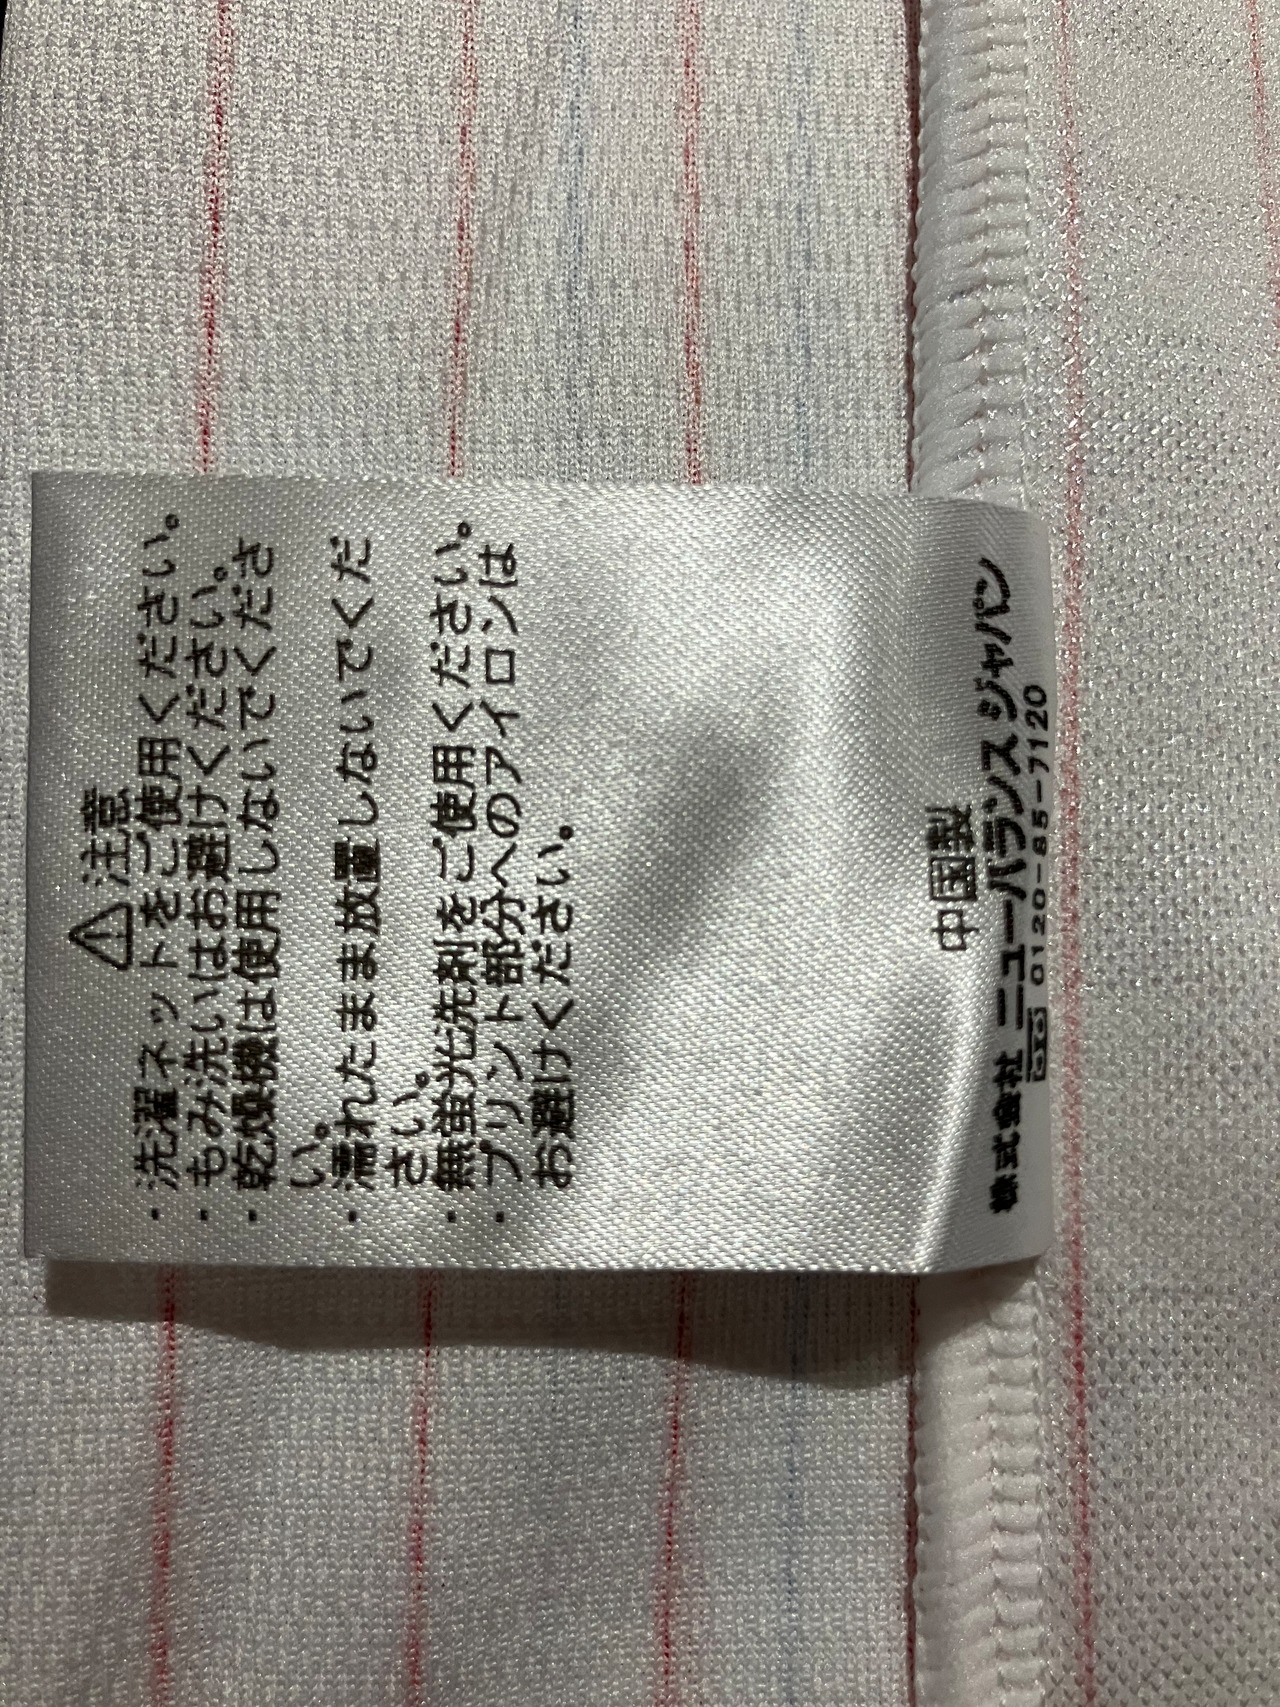 ⚠注意
・洗濯ネットをご使用ください。
・もみ洗いはお避けください。
・乾燥機は使用しないでくださ
い。
・濡れたまま放置しないでくだ
さい。
・無蛍光洗剤をご使用ください。
・プリント部分へのアイロンは
お避けください。
中国製
株式会社 ニューバランスジャパン
0120-85-7120